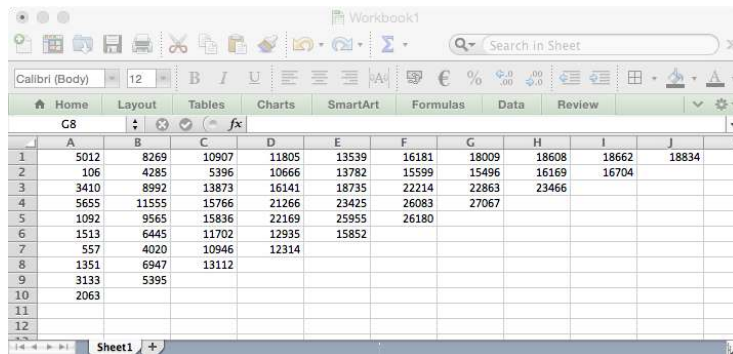 Workbook1
Search in Sheet
Calibri (Body) 12 B I U
Home Layout Tables Charts SmartArt Formulas Data Review
G8 fx
A B C D E F G H I J
1 5012 8269 10907 11805 13539 16181 18009 18608 18662 18834
2 106 4285 5396 10666 13782 15599 15496 16169 16704
3 3410 8992 13873 16141 18735 22214 22863 23466
4 5655 11555 15766 21266 23425 26083 27067
5 1092 9565 15836 22169 25955 26180
6 1513 6445 11702 12935 15852
7 557 4020 10946 12314
8 1351 6947 13112
9 3133 5395
10 2063
11
12
Sheet1 +